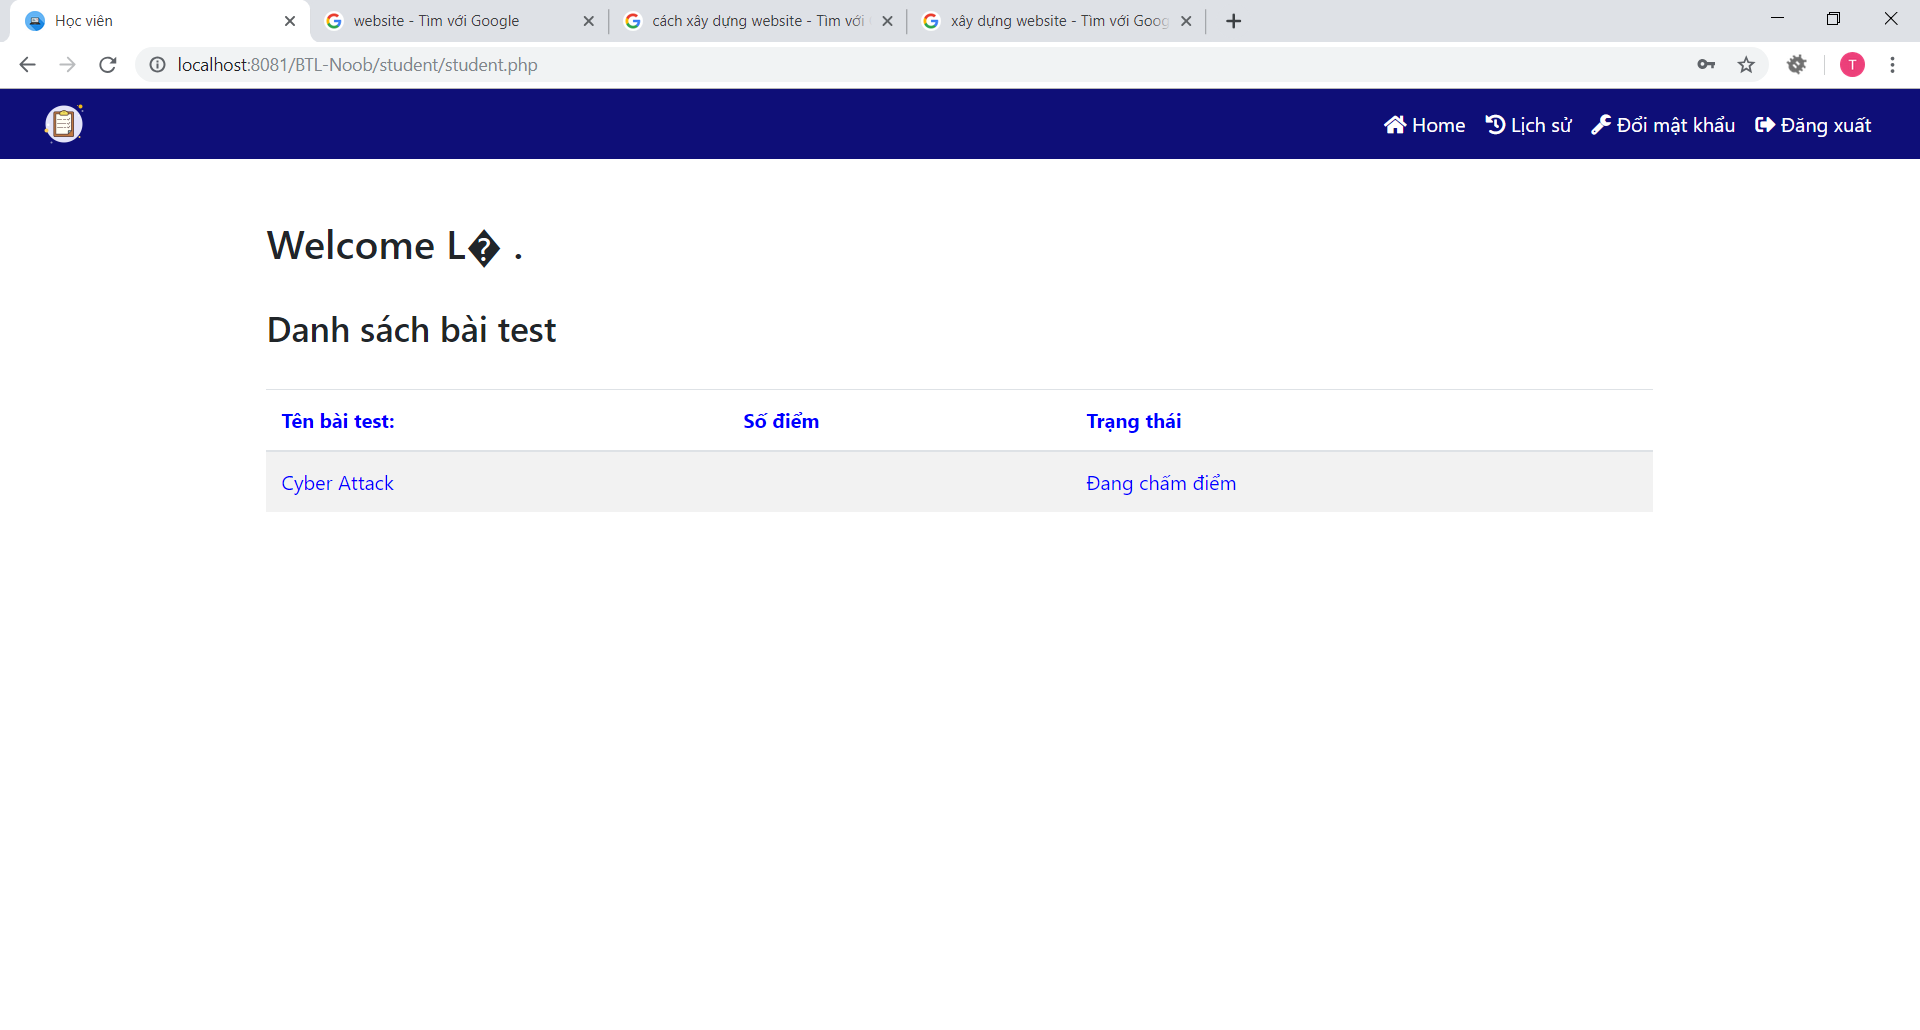 Học viên
website - Tìm với Google
cách xây dựng website - Tìm với
xây dựng website - Tìm với Goog
localhost:8081/BTL-Noob/student/student.php
T
Home Lịch sử Đổi mật khẩu Đăng xuất
Welcome L� .
Danh sách bài test
Tên bài test: Số điểm Trạng thái
Cyber Attack Đang chấm điểm